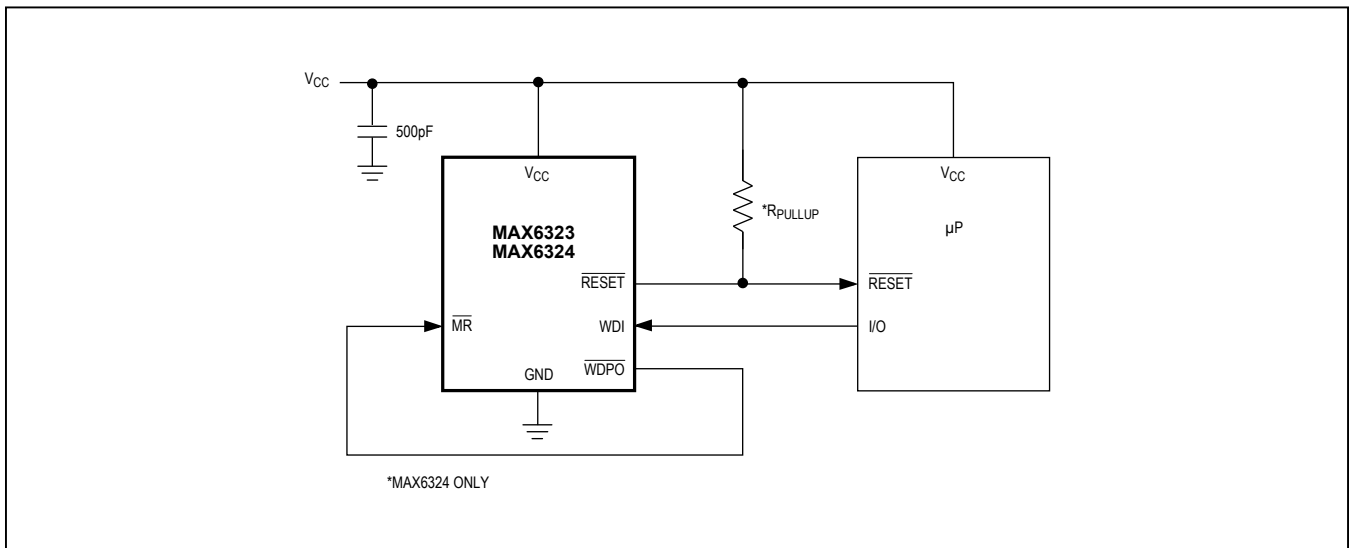 VCC
500pF
VCC
MAX6323
MAX6324
*RPULLUP
VCC
µP
RESET
RESET
MR
WDI
I/O
GND
WDPO
*MAX6324 ONLY